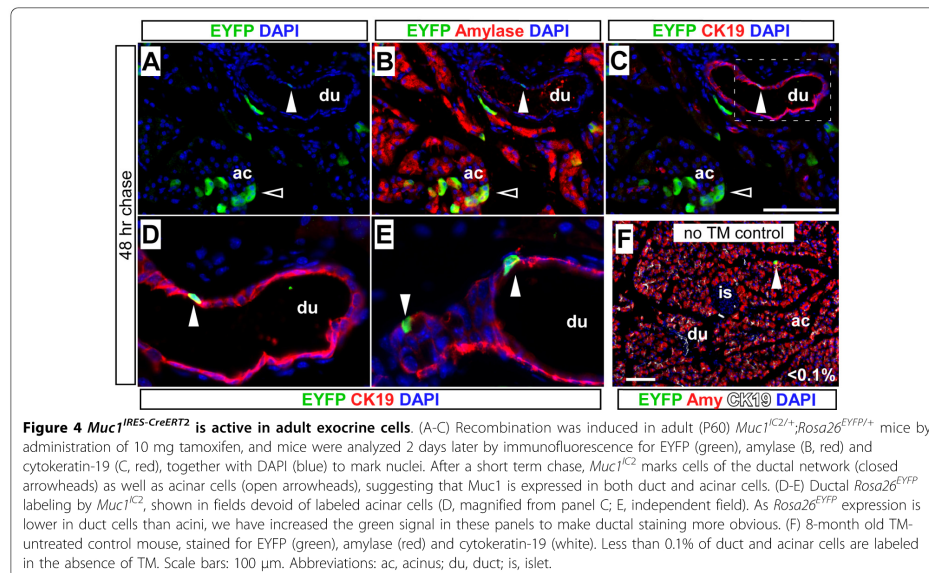 EYFP DAPI
EYFP Amylase DAPI
EYFP CK19 DAPI
48 hr chase
A
du
ac
B
du
ac
C
du
ac
D
du
E
du
F
no TM control
is
du
ac
<0.1%
EYFP CK19 DAPI
EYFP Amy CK19 DAPI
Figure 4 Muc1IRES-CreERT2 is active in adult exocrine cells. (A-C) Recombination was induced in adult (P60) Muc1IC2/+;Rosa26EYFP/+ mice by
administration of 10 mg tamoxifen, and mice were analyzed 2 days later by immunofluorescence for EYFP (green), amylase (B, red) and
cytokeratin-19 (C, red), together with DAPI (blue) to mark nuclei. After a short term chase, Muc1IC2 marks cells of the ductal network (closed
arrowheads) as well as acinar cells (open arrowheads), suggesting that Muc1 is expressed in both duct and acinar cells. (D-E) Ductal Rosa26EYFP
labeling by Muc1IC2, shown in fields devoid of labeled acinar cells (D, magnified from panel C; E, independent field). As Rosa26EYFP expression is
lower in duct cells than acini, we have increased the green signal in these panels to make ductal staining more obvious. (F) 8-month old TM-
untreated control mouse, stained for EYFP (green), amylase (red) and cytokeratin-19 (white). Less than 0.1% of duct and acinar cells are labeled
in the absence of TM. Scale bars: 100 μm. Abbreviations: ac, acinus; du, duct; is, islet.